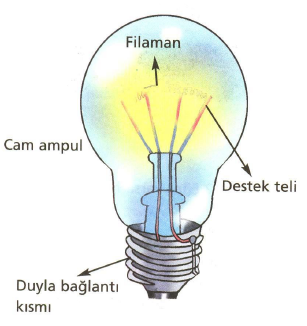 Filaman
Cam ampul
Destek teli
Duyla bağlantı
kısmı